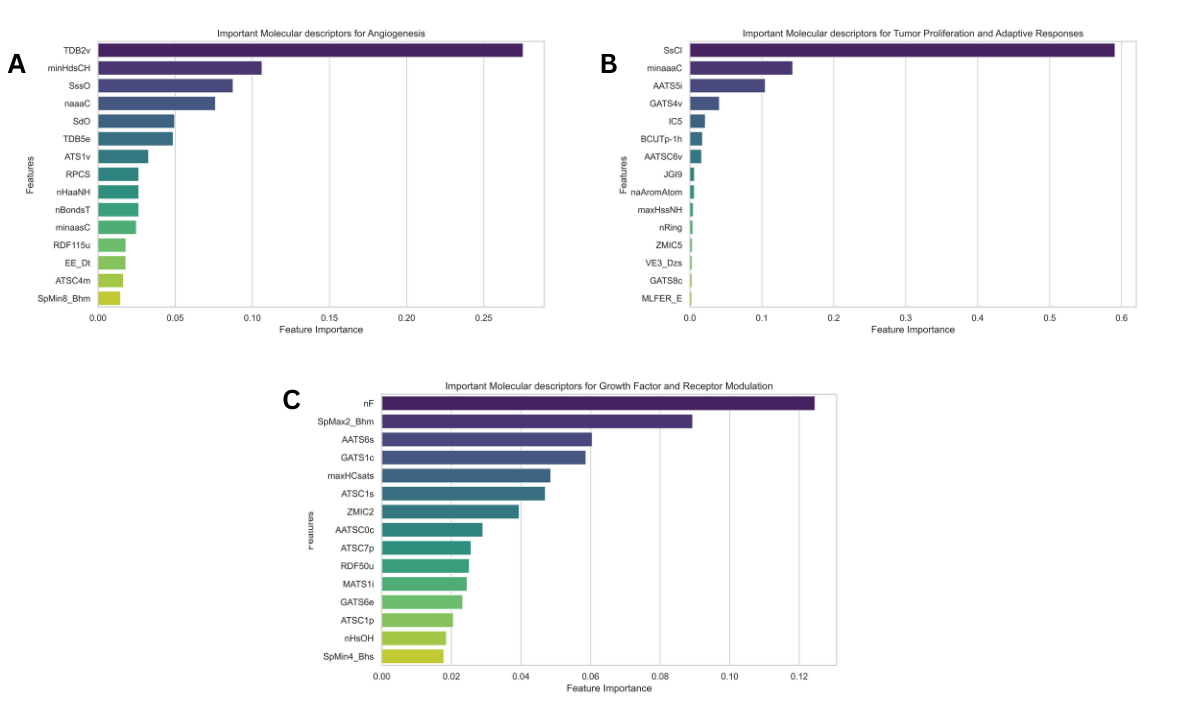 A
Important Molecular descriptors for Angiogenesis
Features
TDB2v
minHdsCH
SssO
naaaC
SdO
TDB5e
ATS1v
RPCS
nHaaNH
nBondsT
minaasC
RDF115u
EE_Dt
ATSC4m
SpMin8_Bhm
0.00 0.05 0.10 0.15 0.20 0.25
Feature Importance
B
Important Molecular descriptors for Tumor Proliferation and Adaptive Responses
Features
SsCl
minaaaC
AATS5i
GATS4v
IC5
BCUTp-1h
AATSC6v
JGI9
naAromAtom
maxHssNH
nRing
ZMIC5
VE3_Dzs
GATS8c
MLFER_E
0.0 0.1 0.2 0.3 0.4 0.5 0.6
Feature Importance
C
Important Molecular descriptors for Growth Factor and Receptor Modulation
Features
nF
SpMax2_Bhm
AATS6s
GATS1c
maxHCsats
ATSC1s
ZMIC2
AATSC0c
ATSC7p
RDF50u
MATS1i
GATS6e
ATSC1p
nHsOH
SpMin4_Bhs
0.00 0.02 0.04 0.06 0.08 0.10 0.12
Feature Importance